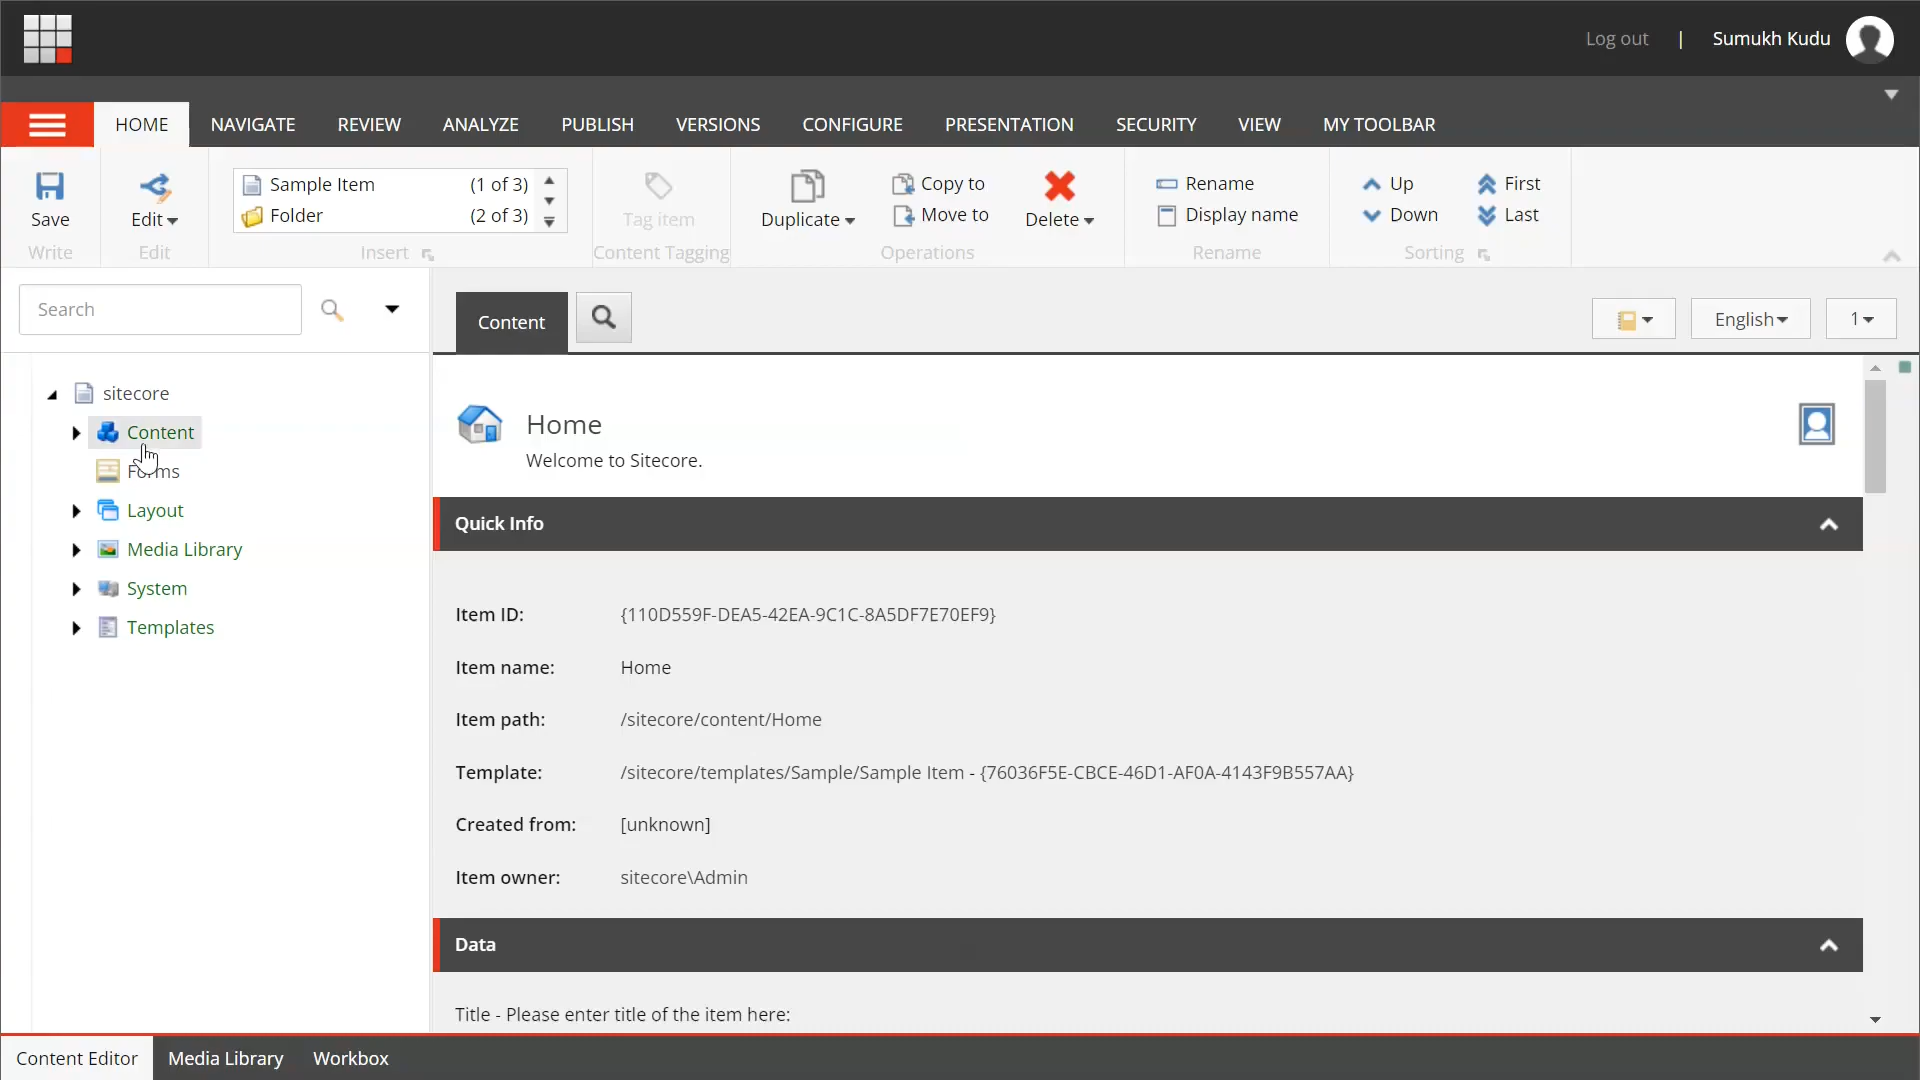 Log out | Sumukh Kudu
HOME NAVIGATE REVIEW ANALYZE PUBLISH VERSIONS CONFIGURE PRESENTATION SECURITY VIEW MY TOOLBAR
Save
Write
Edit
Edit
Sample Item (1 of 3)
Folder (2 of 3)
Insert
Tag item
Content Tagging
Duplicate
Copy to
Move to
Delete
Operations
Rename
Display name
Rename
Up
Down
First
Last
Sorting
Search
sitecore
Content
Forms
Layout
Media Library
System
Templates
Content
English
1
Home
Welcome to Sitecore.
Quick Info
Item ID: {110D559F-DEA5-42EA-9C1C-8A5DF7E70EF9}
Item name: Home
Item path: /sitecore/content/Home
Template: /sitecore/templates/Sample/Sample Item - {76036F5E-CBCE-46D1-AF0A-4143F9B557AA}
Created from: [unknown]
Item owner: sitecore\Admin
Data
Title - Please enter title of the item here:
Content Editor Media Library Workbox